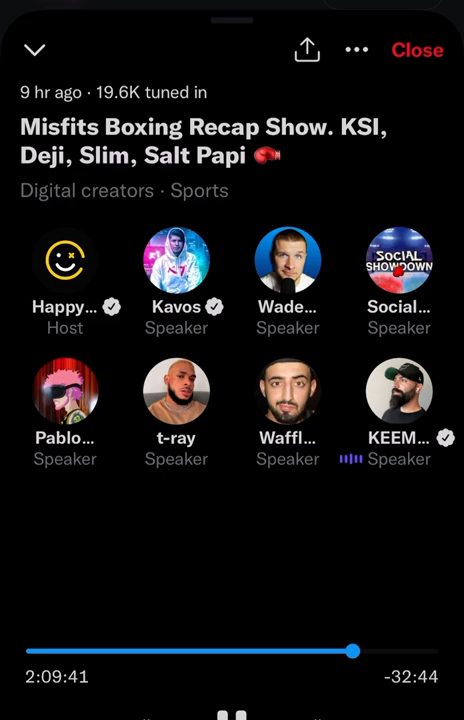 Close
9 hr ago · 19.6K tuned in
Misfits Boxing Recap Show. KSI,
Deji, Slim, Salt Papi 🥊
Digital creators · Sports
SOCIAL
SHOWDOWN
Happy... Kavos Wade... Social...
Host Speaker Speaker Speaker
Pablo... t-ray Waffl... KEEM...
Speaker Speaker Speaker Speaker
2:09:41 -32:44